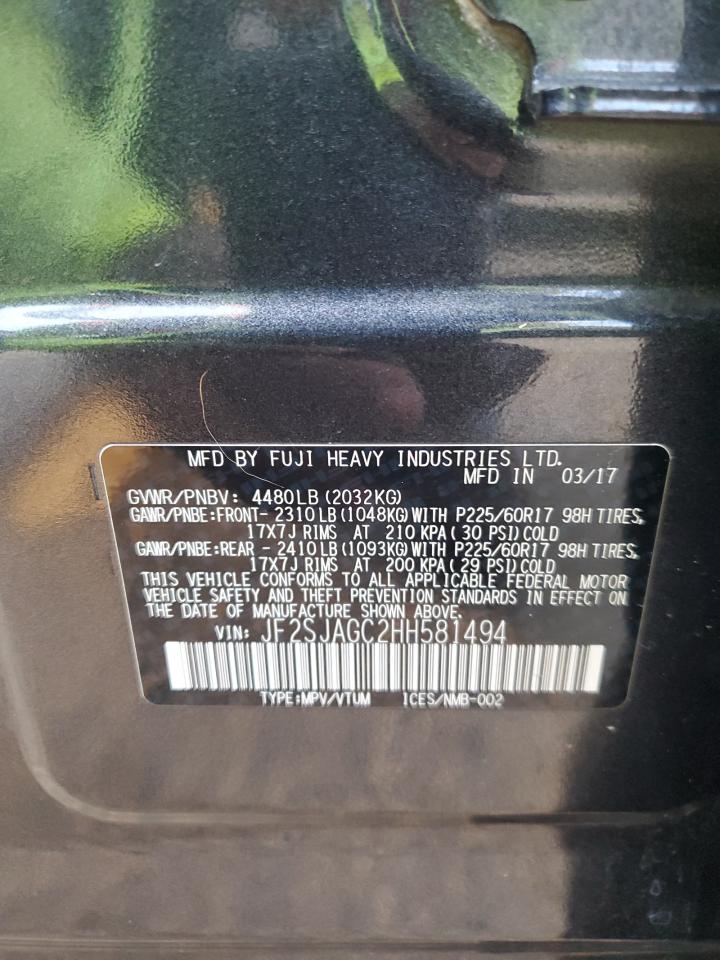 MFD BY FUJI HEAVY INDUSTRIES LTD.
MFD IN 03/17
GVWR/PNBV: 4480LB(2032KG)
GAWR/PNBE:FRONT- 2310LB(1048KG)WITH P225/60R17 98H TIRES,
17X7J RIMS AT 210 KPA( 30 PSI)COLD
GAWR/PNBE:REAR - 2410LB(1093KG)WITH P225/60R17 98H TIRES,
17X7J RIMS AT 200 KPA( 29 PSI)COLD
THIS VEHICLE CONFORMS TO ALL APPLICABLE FEDERAL MOTOR
VEHICLE SAFETY AND THEFT PREVENTION STANDARDS IN EFFECT ON
THE DATE OF MANUFACTURE SHOWN ABOVE.
VIN: JF2SJAGC2HH581494
TYPE:MPV/VTUM ICES/NMB-002